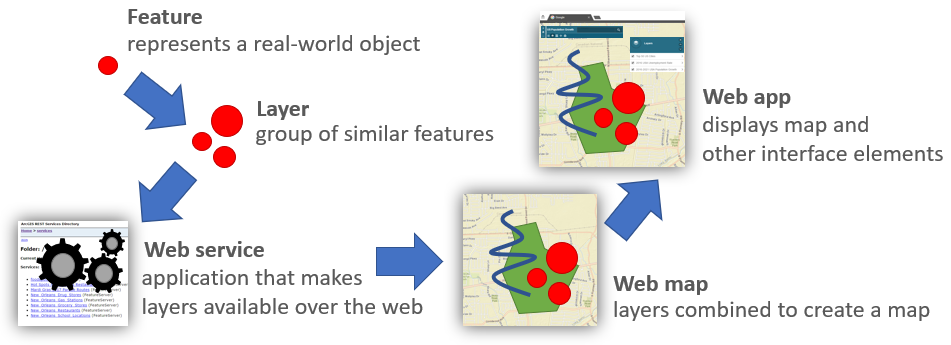 Feature
represents a real-world object
Layer
group of similar features
ArcGIS REST Services Directory
Home > services
Folder: /
Services:
New_Orleans_Drug_Stores (FeatureServer)
New_Orleans_Gas_Stations (FeatureServer)
New_Orleans_Grocery_Stores (FeatureServer)
New_Orleans_Restaurants (FeatureServer)
New_Orleans_School_Locations (FeatureServer)
Web service
application that makes
layers available over the web
Web map
layers combined to create a map
Web app
displays map and
other interface elements
Layers